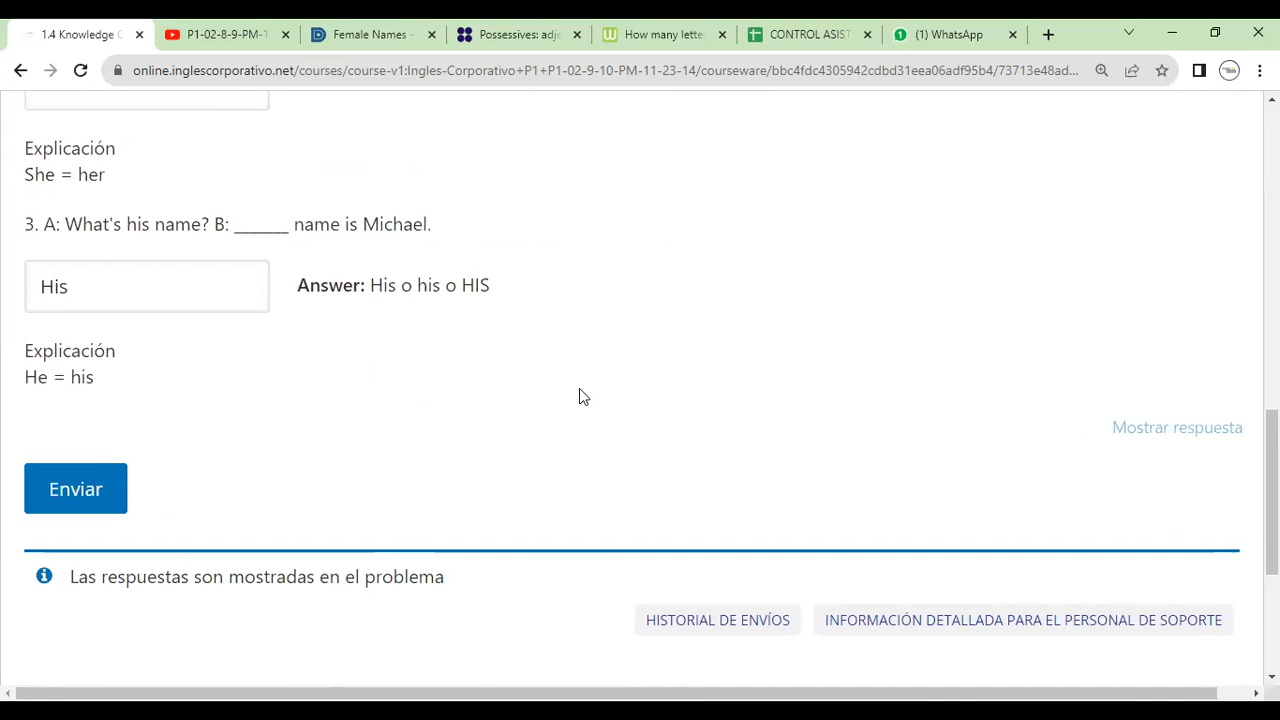 1.4 Knowledge C
P1-02-8-9-PM-1
Female Names -
Possessives: adje
How many lette
CONTROL ASIST
(1) WhatsApp
online.inglescorporativo.net/courses/course-v1:Ingles-Corporativo+P1+P1-02-9-10-PM-11-23-14/courseware/bbc4fdc4305942cdbd31eea06adf95b4/73713e48ad...
Explicación
She = her
3. A: What's his name? B: _______ name is Michael.
His
Answer: His o his o HIS
Explicación
He = his
Mostrar respuesta
Enviar
Las respuestas son mostradas en el problema
HISTORIAL DE ENVÍOS
INFORMACIÓN DETALLADA PARA EL PERSONAL DE SOPORTE